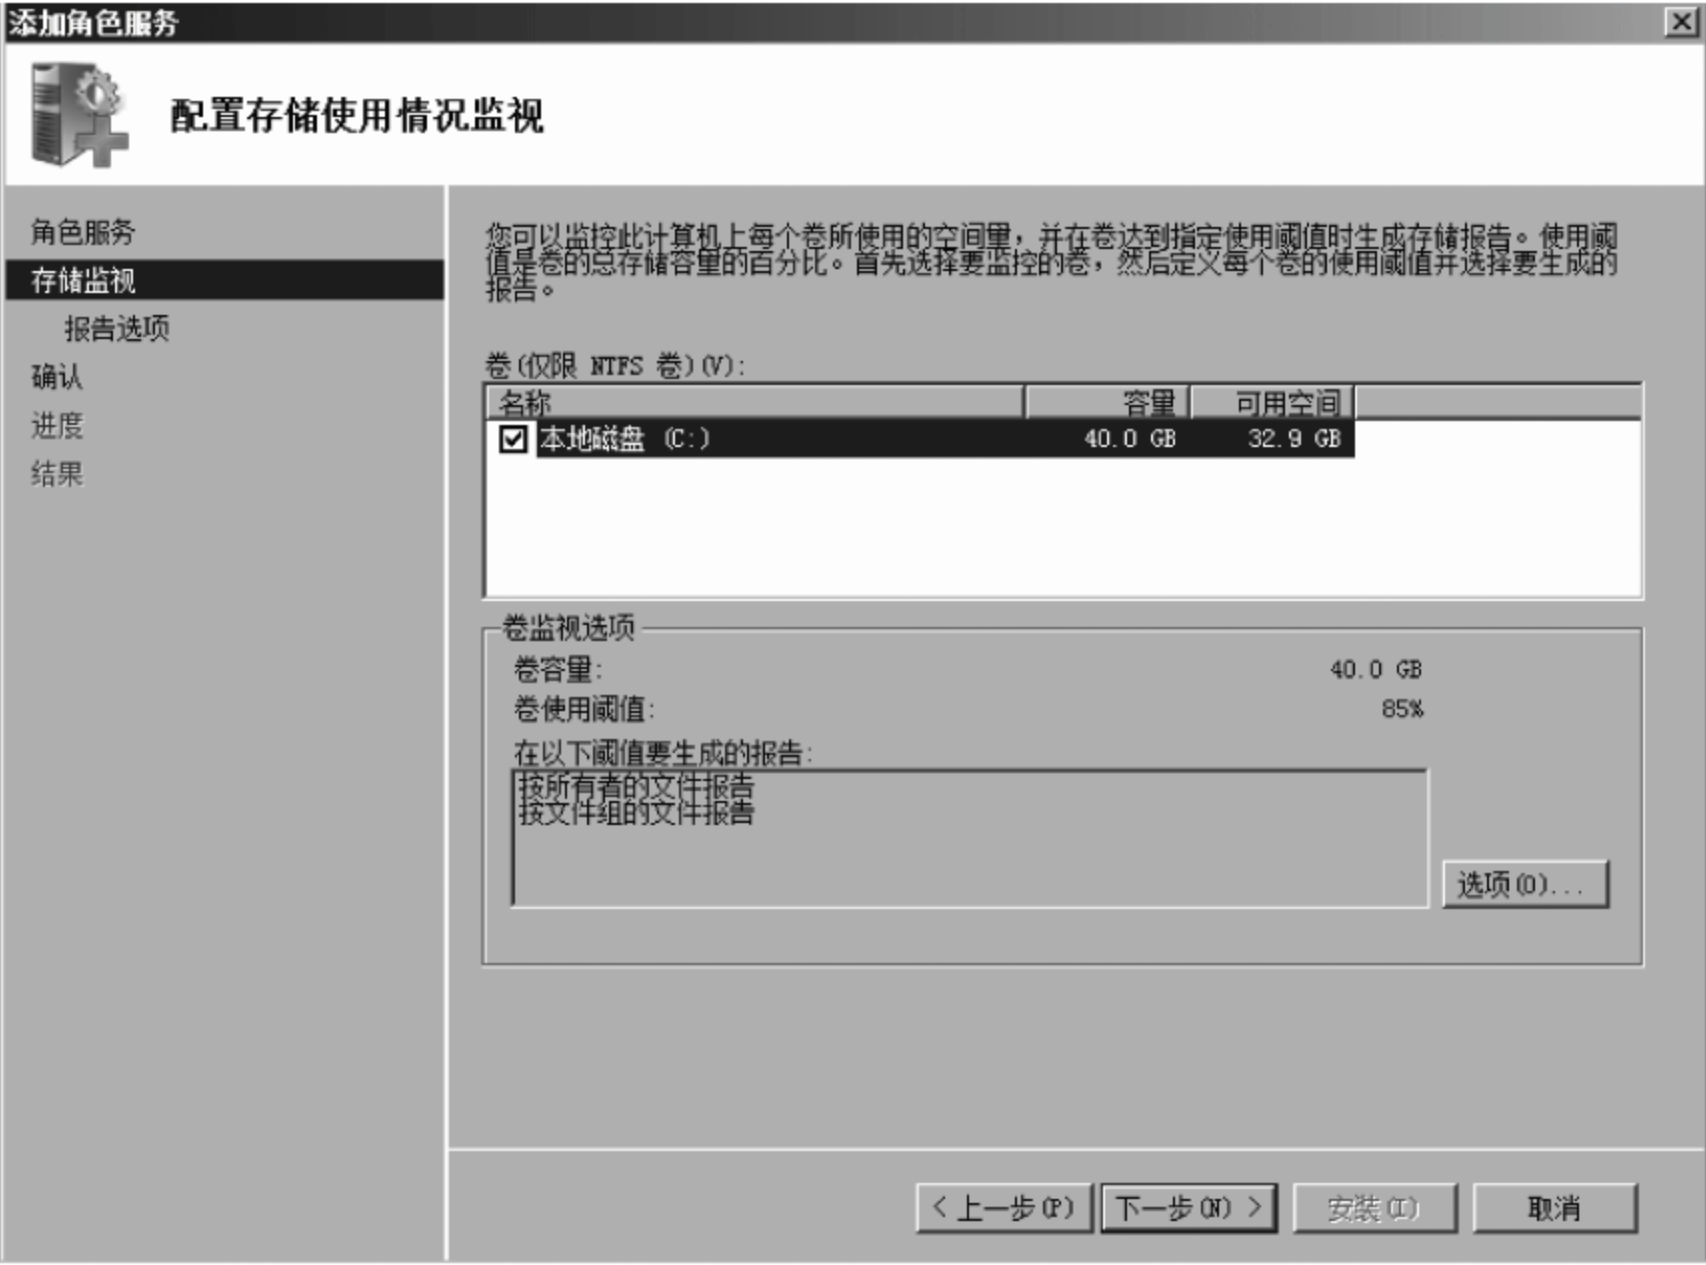 添加角色服务
配置存储使用情况监视
角色服务
存储监视
报告选项
确认
进度
结果
您可以监控此计算机上每个卷所使用的空间量，并在卷达到指定使用阈值时生成存储报告。使用阈
值是卷的总存储容量的百分比。首先选择要监控的卷，然后定义每个卷的使用阈值并选择要生成的
报告。
卷(仅限 NTFS 卷)(V):
名称 容量 可用空间
本地磁盘 (C:) 40.0 GB 32.9 GB
卷监视选项
卷容量: 40.0 GB
卷使用阈值: 85%
在以下阈值要生成的报告:
按所有者的文件报告
按文件组的文件报告
选项(O)...
< 上一步(P) 下一步(N) > 安装(I) 取消